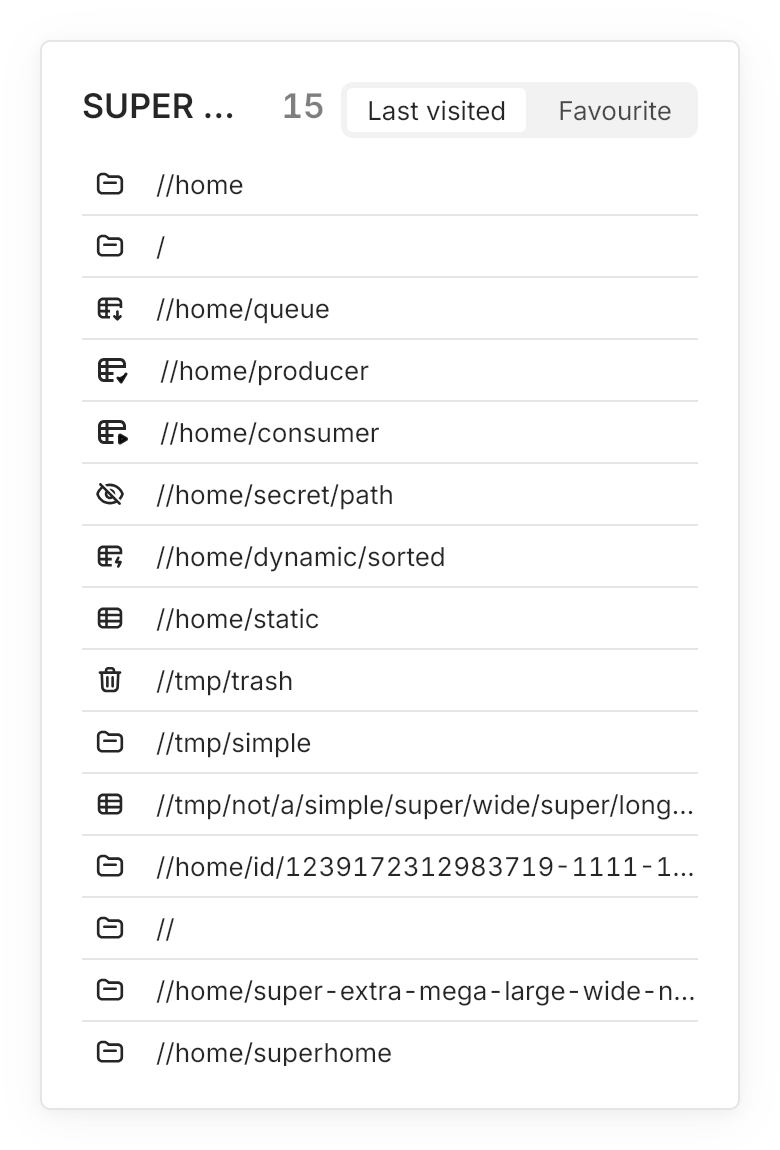 SUPER ... 15 Last visited Favourite
//home
/
//home/queue
//home/producer
//home/consumer
//home/secret/path
//home/dynamic/sorted
//home/static
//tmp/trash
//tmp/simple
//tmp/not/a/simple/super/wide/super/long...
//home/id/1239172312983719-1111-1...
//
//home/super-extra-mega-large-wide-n...
//home/superhome